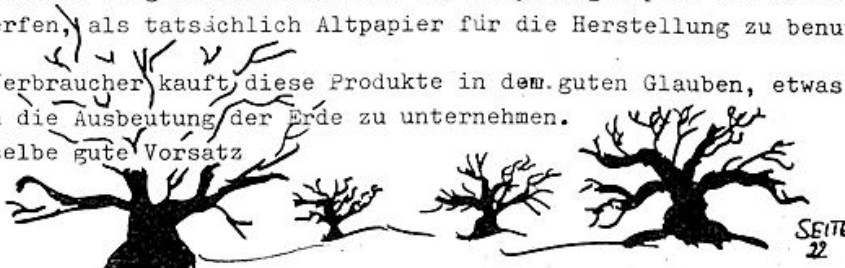 erfen, als tatsächlich Altpapier für die Herstellung zu benu
erbraucher kauft diese Produkte in dem guten Glauben, etwas
die Ausbeutung der Erde zu unternehmen.
elbe gute Vorsatz
SEITE
22